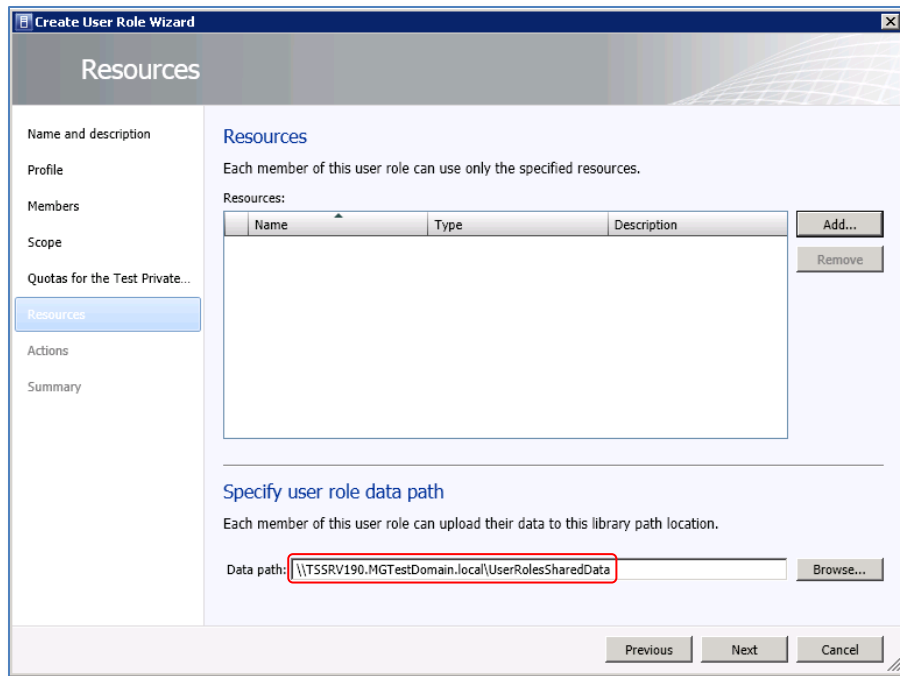 Create User Role Wizard
Resources
Name and description
Profile
Members
Scope
Quotas for the Test Private...
Resources
Actions
Summary
Resources
Each member of this user role can use only the specified resources.
Resources:
Name Type Description
Add...
Remove
Specify user role data path
Each member of this user role can upload their data to this library path location.
Data path: \\TSSRV190.MGTestDomain.local\UserRolesSharedData Browse...
Previous Next Cancel